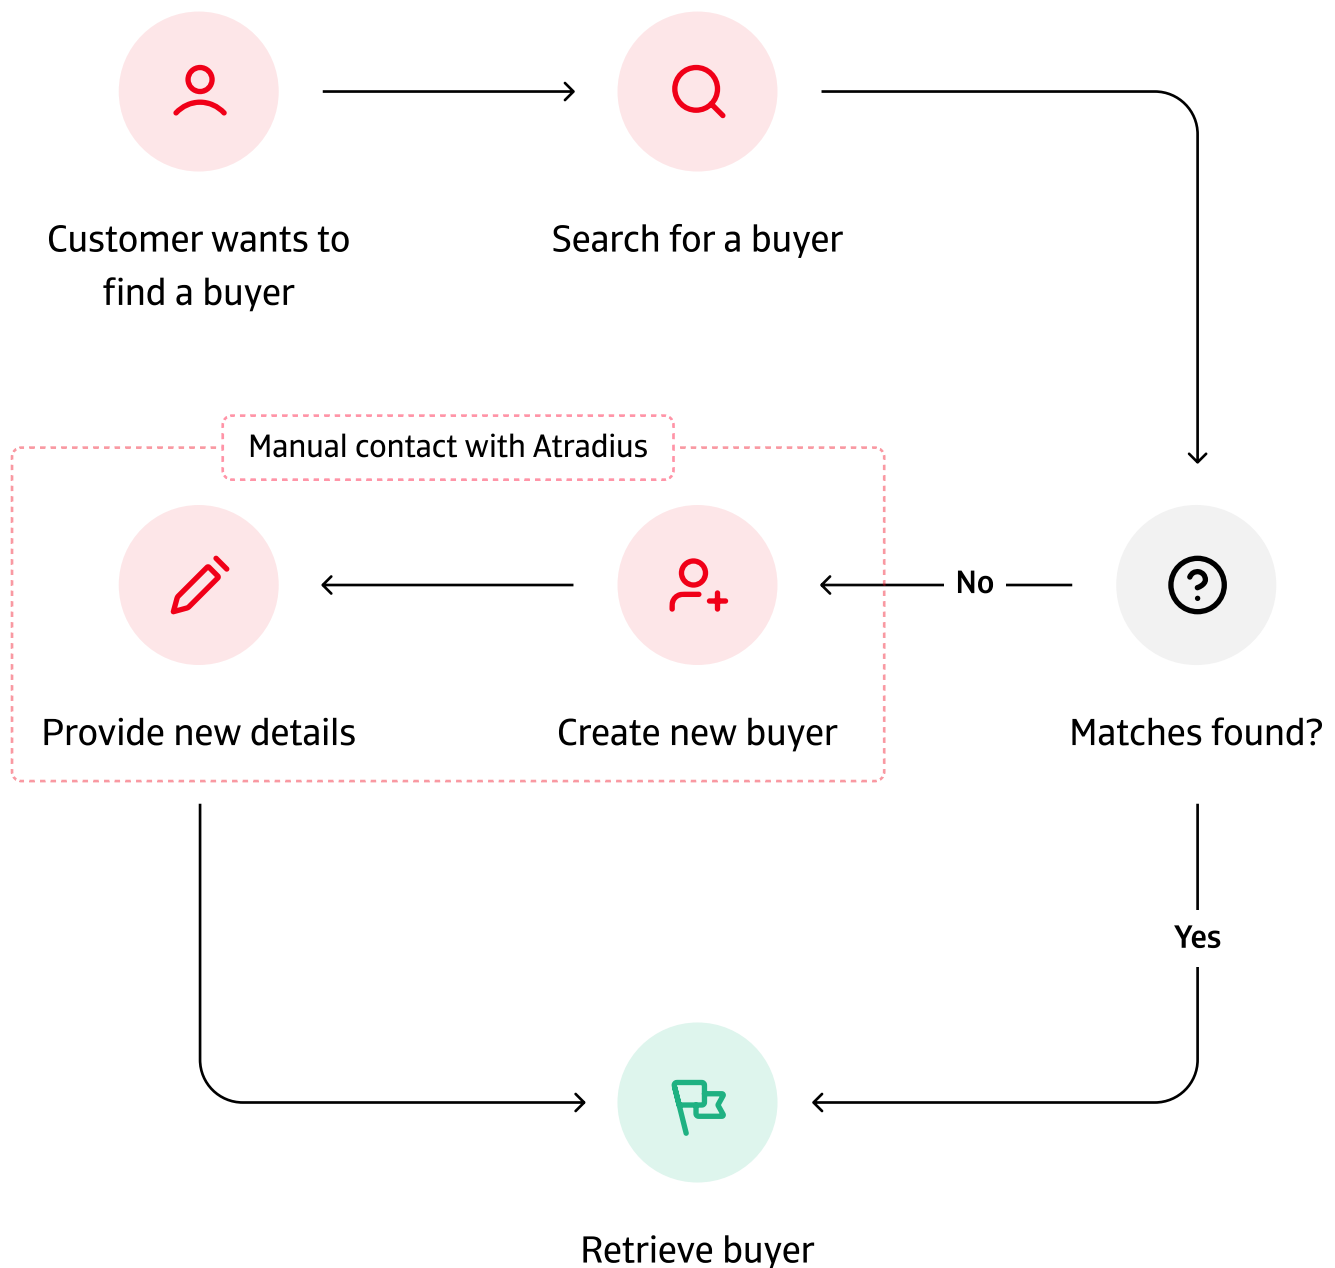 Customer wants to
find a buyer
Search for a buyer
Manual contact with Atradius
No
Provide new details
Create new buyer
Matches found?
Yes
Retrieve buyer